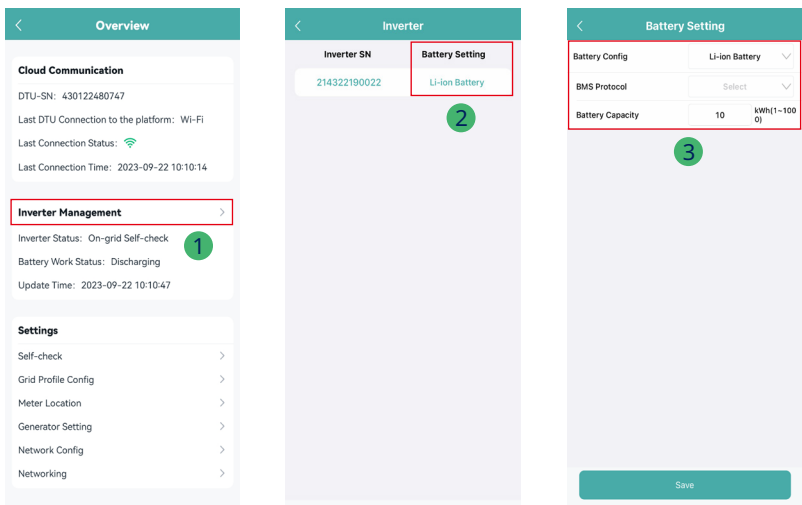 Overview
Cloud Communication
DTU-SN: 430122480747
Last DTU Connection to the platform: Wi-Fi
Last Connection Status:
Last Connection Time: 2023-09-22 10:10:14
Inverter Management
1
Inverter Status: On-grid Self-check
Battery Work Status: Discharging
Update Time: 2023-09-22 10:10:47
Settings
Self-check
Grid Profile Config
Meter Location
Generator Setting
Network Config
Networking
Inverter
Inverter SN Battery Setting
214322190022 Li-ion Battery
2
Battery Setting
Battery Config Li-ion Battery
BMS Protocol Select
Battery Capacity 10 kWh(1~100
0)
3
Save